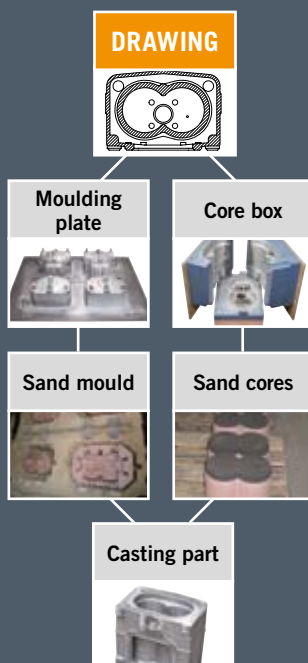 DRAWING
Moulding
plate
Core box
Sand mould
Sand cores
Casting part